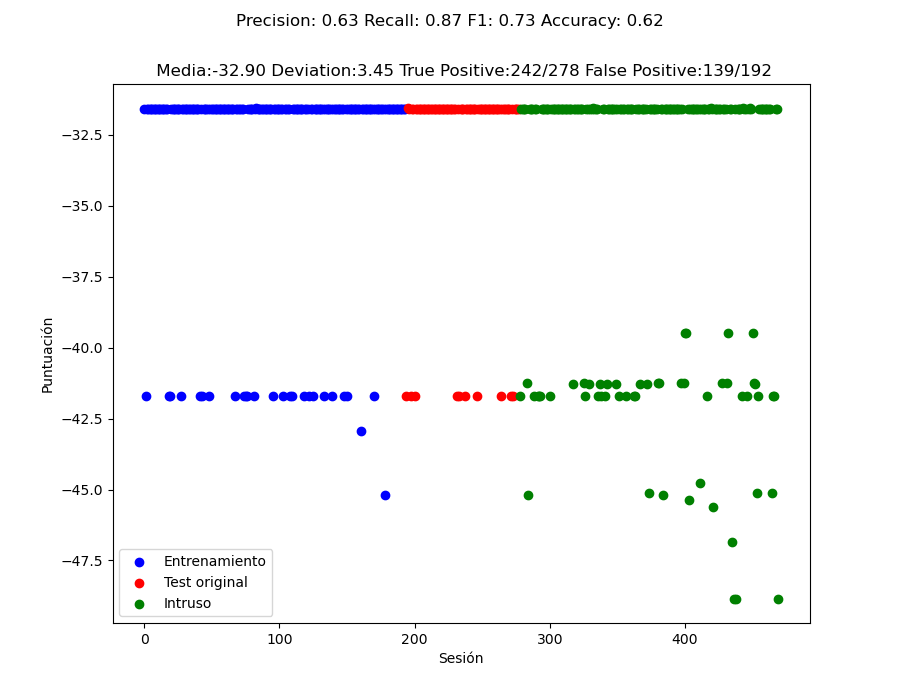 Precision: 0.63 Recall: 0.87 F1: 0.73 Accuracy: 0.62
Media:-32.90 Deviation:3.45 True Positive:242/278 False Positive:139/192
−32.5
−35.0
−37.5
−40.0
−42.5
−45.0
−47.5
Puntuación
Entrenamiento
Test original
Intruso
0 100 200 300 400
Sesión